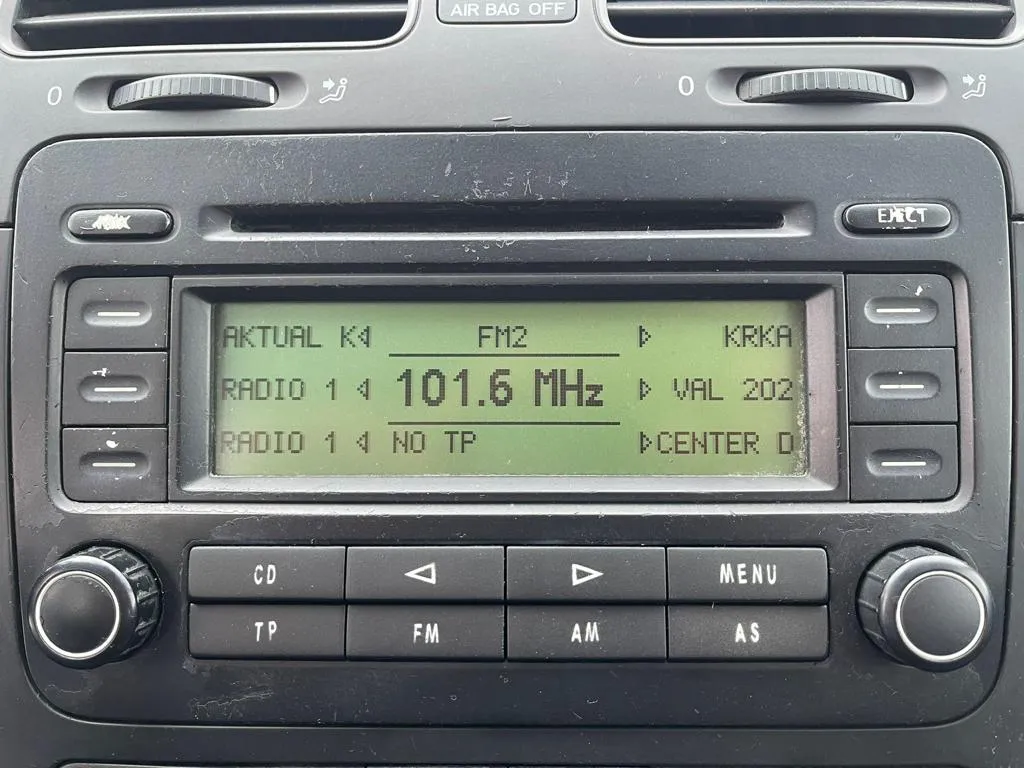 AIR BAG OFF
0
0
EJECT
AKTUAL K FM2 KRKA
RADIO 1 101.6 MHz VAL 202
RADIO 1 NO TP CENTER D
CD MENU
TP FM AM AS